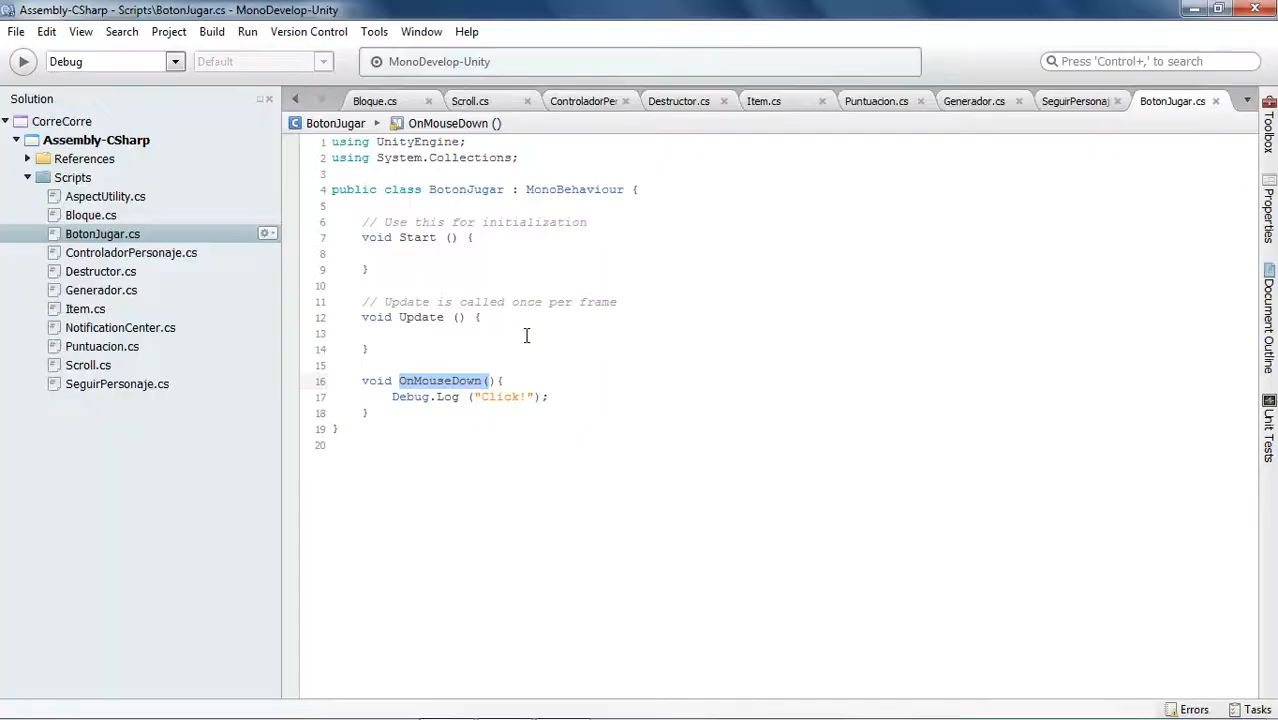 Assembly-CSharp - Scripts\BotonJugar.cs - MonoDevelop-Unity
File Edit View Search Project Build Run Version Control Tools Window Help
Debug Default MonoDevelop-Unity Press 'Control+,' to search
Solution
CorreCorre
Assembly-CSharp
References
Scripts
AspectUtility.cs
Bloque.cs
BotonJugar.cs
ControladorPersonaje.cs
Destructor.cs
Generador.cs
Item.cs
NotificationCenter.cs
Puntuacion.cs
Scroll.cs
SeguirPersonaje.cs
Bloque.cs Scroll.cs ControladorPer Destructor.cs Item.cs Puntuacion.cs Generador.cs SeguirPersonaj BotonJugar.cs
BotonJugar OnMouseDown ()
1 using UnityEngine;
2 using System.Collections;
3
4 public class BotonJugar : MonoBehaviour {
5
6 // Use this for initialization
7 void Start () {
8
9 }
10
11 // Update is called once per frame
12 void Update () {
13
14 }
15
16 void OnMouseDown(){
17 Debug.Log ("Click!");
18 }
19 }
20
Toolbox
Properties
Document Outline
Unit Tests
Errors Tasks